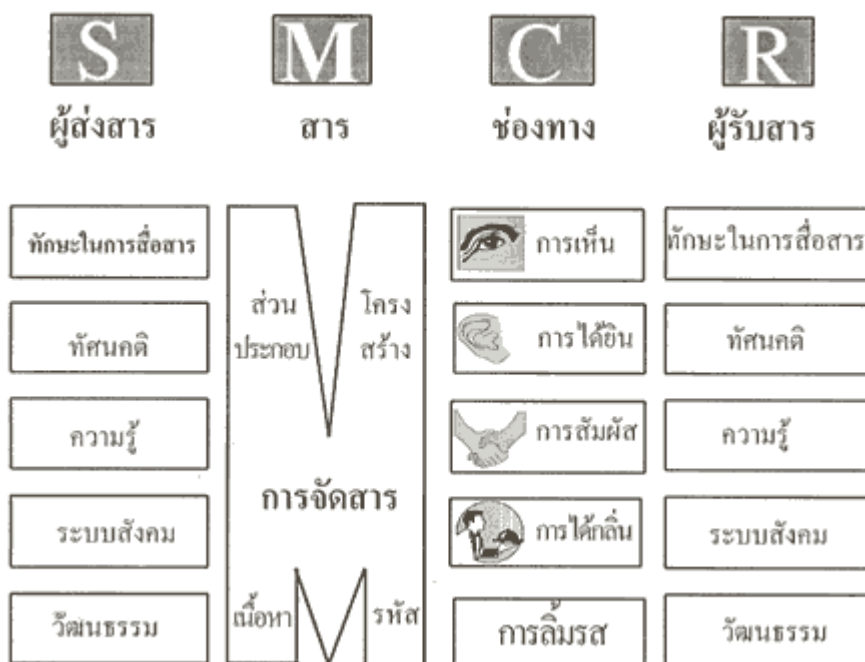 S
M
C
R
ผู้ส่งสาร
สาร
ช่องทาง
ผู้รับสาร
ทักษะในการสื่อสาร
ทัศนคติ
ความรู้
ระบบสังคม
วัฒนธรรม
ส่วน
ประกอบ
โครง
สร้าง
การจัดสาร
เนื้อหา
รหัส
การเห็น
การได้ยิน
การสัมผัส
การได้กลิ่น
การลิ้มรส
ทักษะในการสื่อสาร
ทัศนคติ
ความรู้
ระบบสังคม
วัฒนธรรม